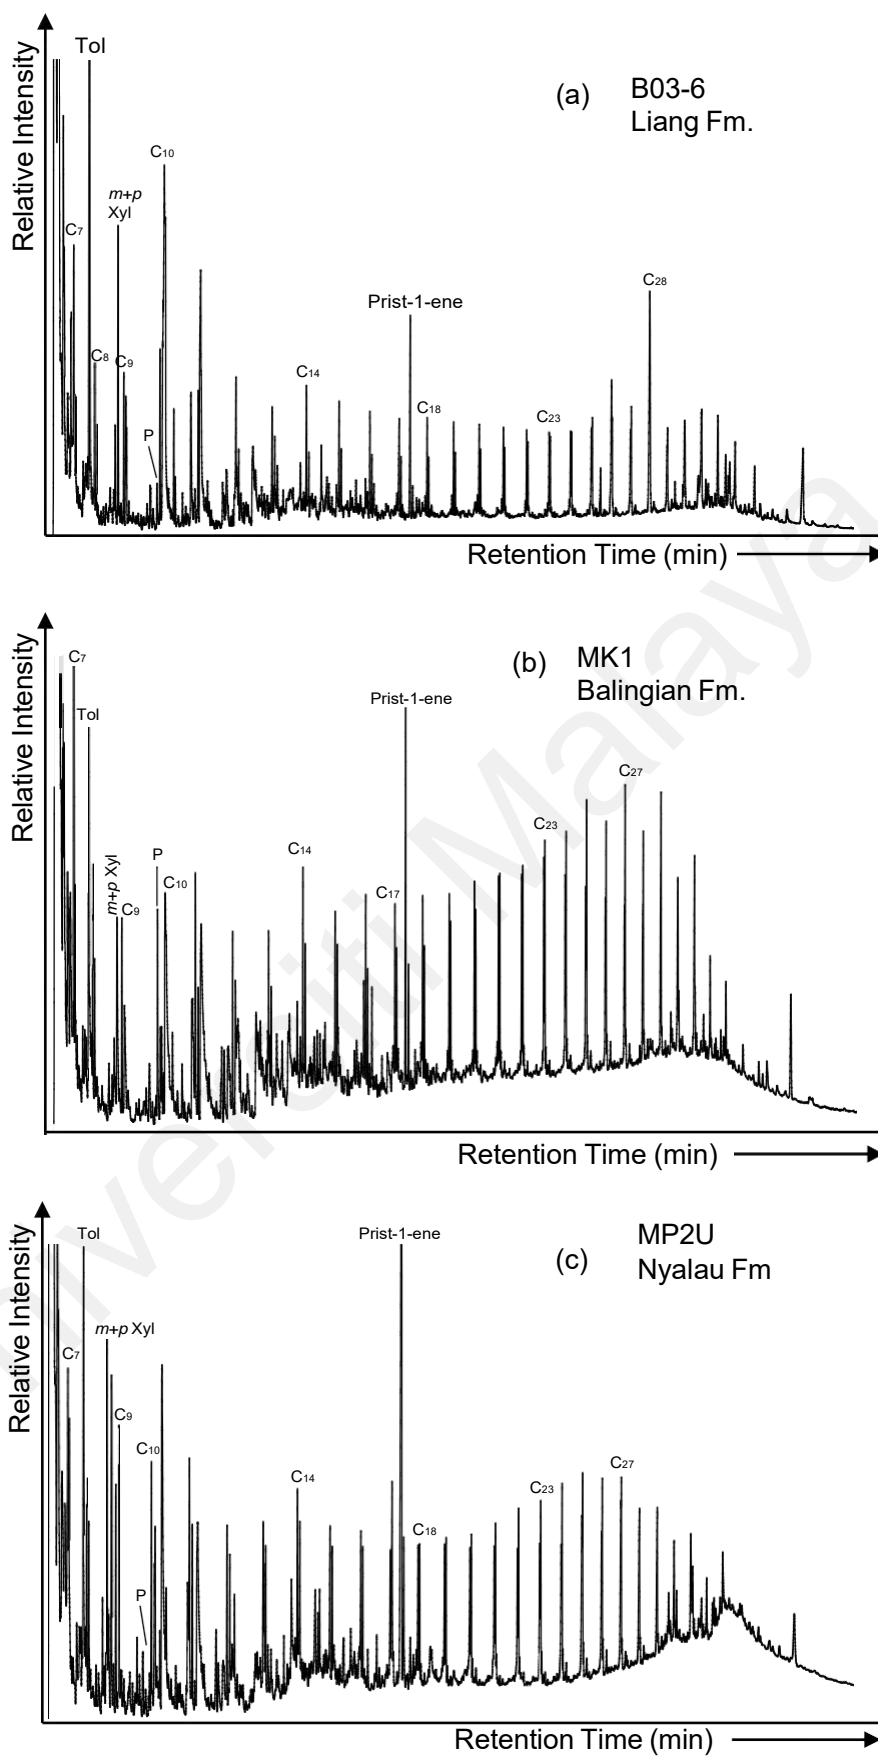 Relative Intensity
Tol
(a)
B03-6
Liang Fm.
C10
m+p
Xyl
C7
C28
Prist-1-ene
C8
C9
C14
C18
C23
P
Retention Time (min)
Relative Intensity
C7
(b)
MK1
Balingian Fm.
Prist-1-ene
Tol
C27
C23
P
C14
m+p Xyl
C10
C17
C9
Retention Time (min)
Relative Intensity
Tol
Prist-1-ene
(c)
MP2U
Nyalau Fm
m+p Xyl
C7
C9
C10
C14
C27
C23
C18
P
Retention Time (min)
Universiti Malaya